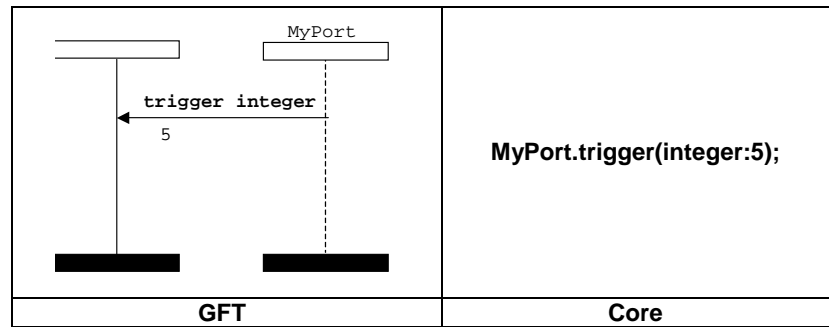 MyPort
trigger integer
5
MyPort.trigger(integer:5);
GFT
Core